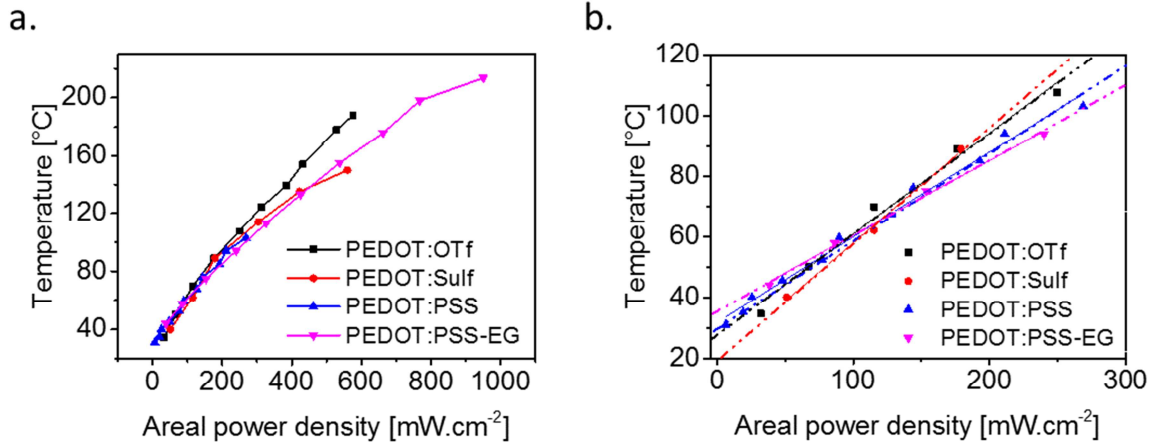 a.
Temperature [°C]
200
160
120
80
40
PEDOT:OTf
PEDOT:Sulf
PEDOT:PSS
PEDOT:PSS-EG
0 200 400 600 800 1000
Areal power density [mW.cm-2]
b.
Temperature [°C]
120
100
80
60
40
20
PEDOT:OTf
PEDOT:Sulf
PEDOT:PSS
PEDOT:PSS-EG
0 100 200 300
Areal power density [mW.cm-2]